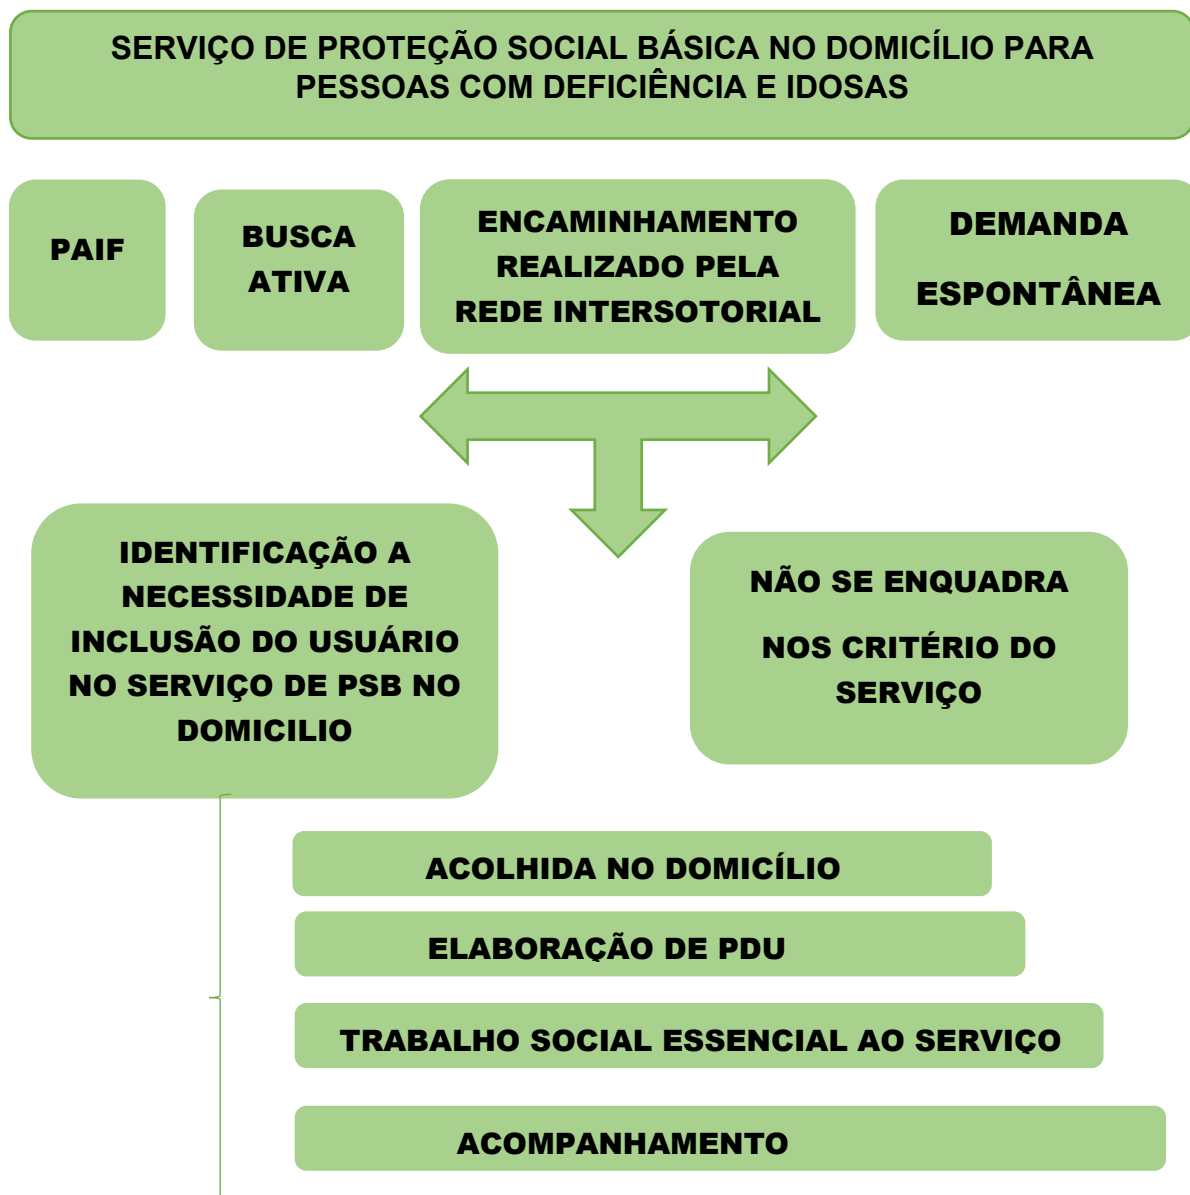 SERVIÇO DE PROTEÇÃO SOCIAL BÁSICA NO DOMICÍLIO PARA
PESSOAS COM DEFICIÊNCIA E IDOSAS
PAIF
BUSCA
ATIVA
ENCAMINHAMENTO
REALIZADO PELA
REDE INTERSOTORIAL
DEMANDA
ESPONTÂNEA
IDENTIFICAÇÃO A
NECESSIDADE DE
INCLUSÃO DO USUÁRIO
NO SERVIÇO DE PSB NO
DOMICILIO
NÃO SE ENQUADRA
NOS CRITÉRIO DO
SERVIÇO
ACOLHIDA NO DOMICÍLIO
ELABORAÇÃO DE PDU
TRABALHO SOCIAL ESSENCIAL AO SERVIÇO
ACOMPANHAMENTO